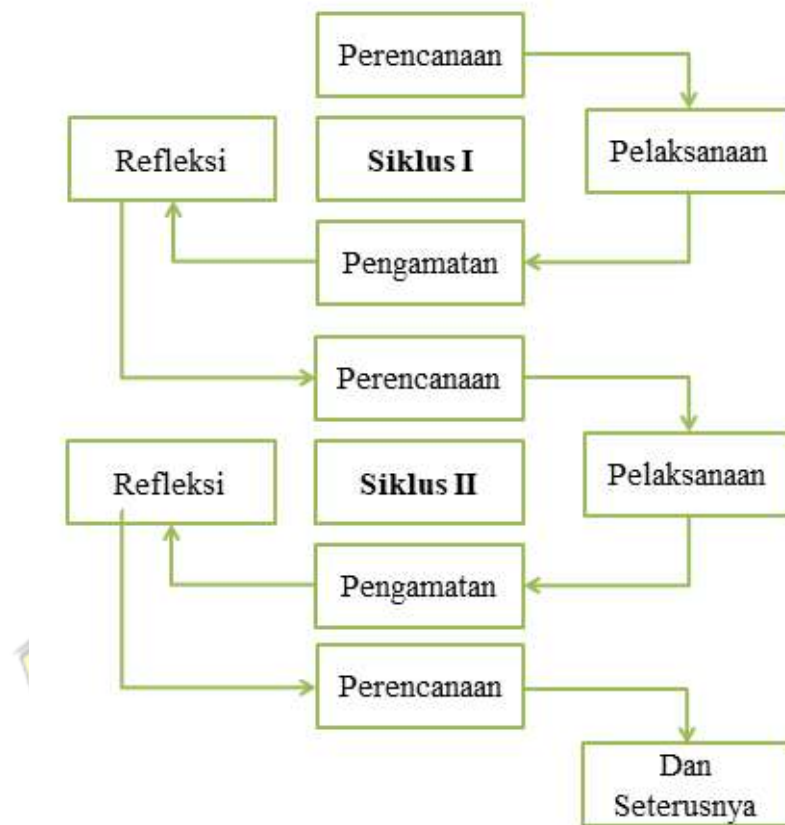 Perencanaan
Refleksi
Siklus I
Pelaksanaan
Pengamatan
Perencanaan
Refleksi
Siklus II
Pelaksanaan
Pengamatan
Perencanaan
Dan
Seterusnya